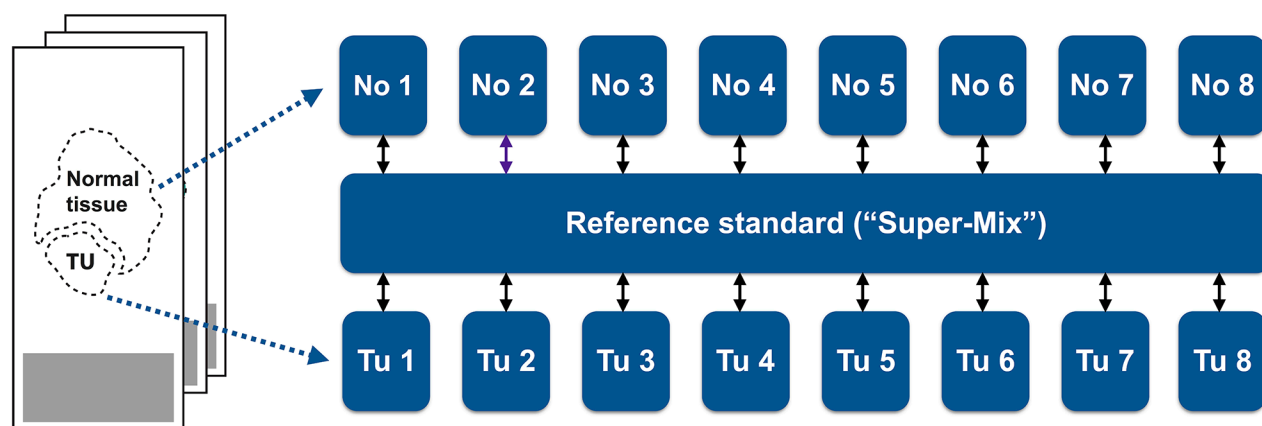 No 1 No 2 No 3 No 4 No 5 No 6 No 7 No 8
Normal
tissue
TU
Reference standard (“Super-Mix”)
Tu 1 Tu 2 Tu 3 Tu 4 Tu 5 Tu 6 Tu 7 Tu 8